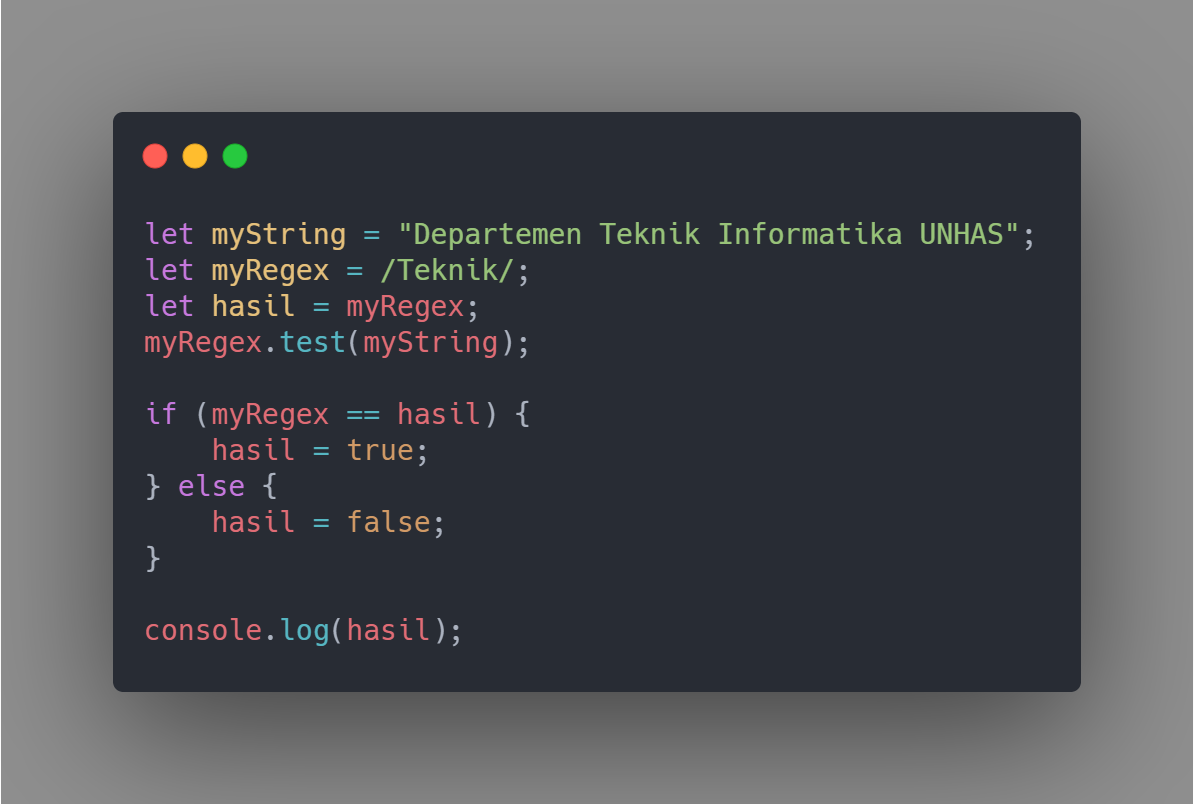 let myString = "Departemen Teknik Informatika UNHAS";
let myRegex = /Teknik/;
let hasil = myRegex;
myRegex.test(myString);

if (myRegex == hasil) {
    hasil = true;
} else {
    hasil = false;
}

console.log(hasil);